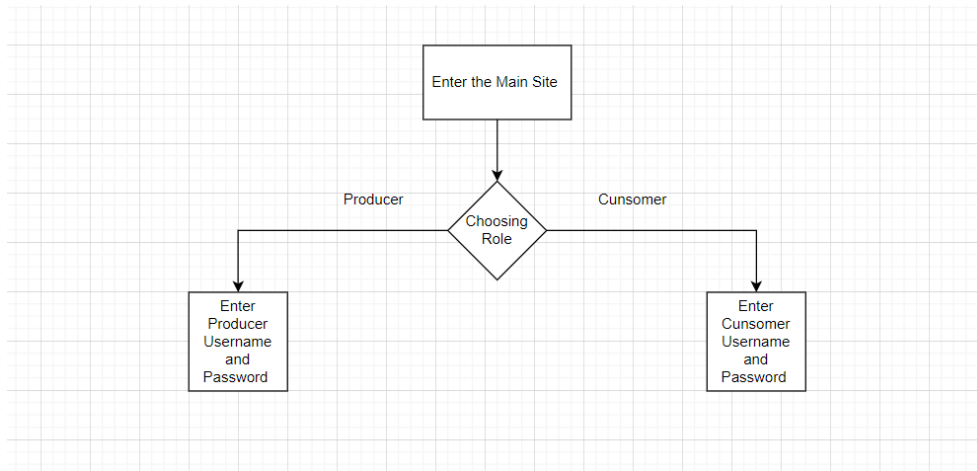 Enter the Main Site
Producer
Cunsomer
Choosing
Role
Enter
Producer
Username
and
Password
Enter
Cunsomer
Username
and
Password